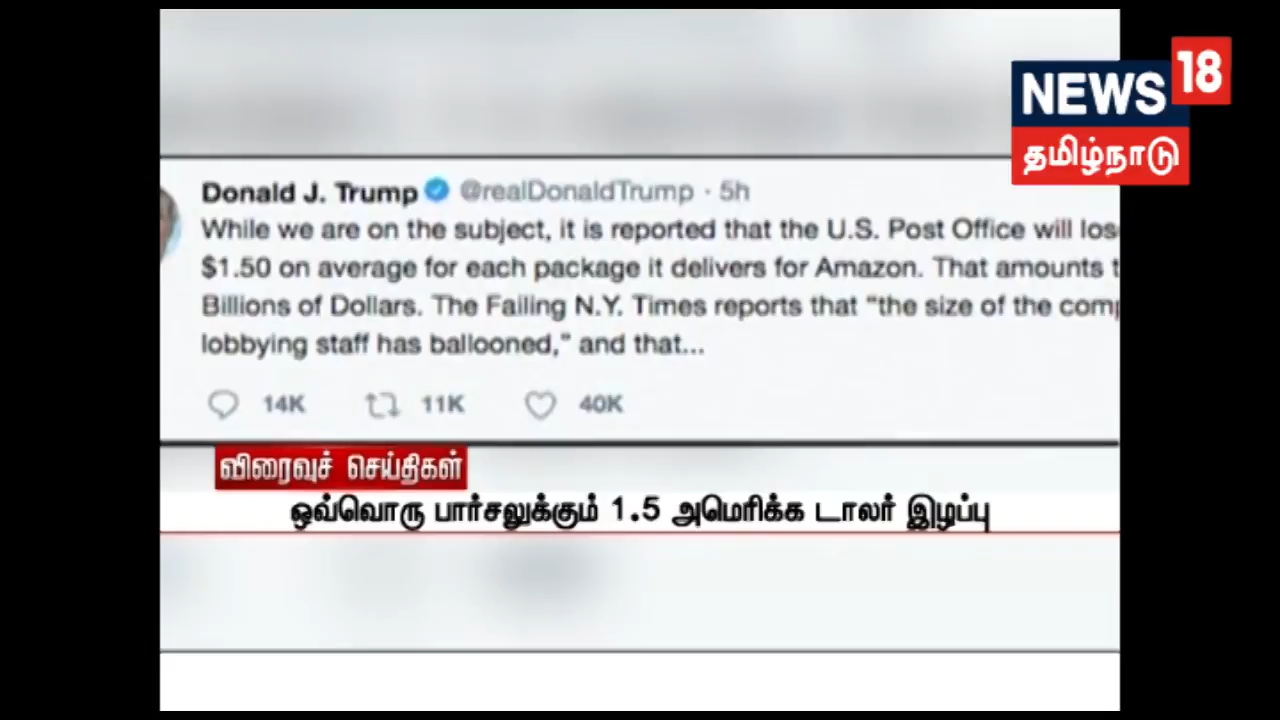 NEWS 18
தமிழ்நாடு
Donald J. Trump @realDonaldTrump · 5h
While we are on the subject, it is reported that the U.S. Post Office will los
$1.50 on average for each package it delivers for Amazon. That amounts t
Billions of Dollars. The Failing N.Y. Times reports that “the size of the comp
lobbying staff has ballooned,” and that...
14K 11K 40K
விரைவுச் செய்திகள்
ஒவ்வொரு பார்சலுக்கும் 1.5 அமெரிக்க டாலர் இழப்பு